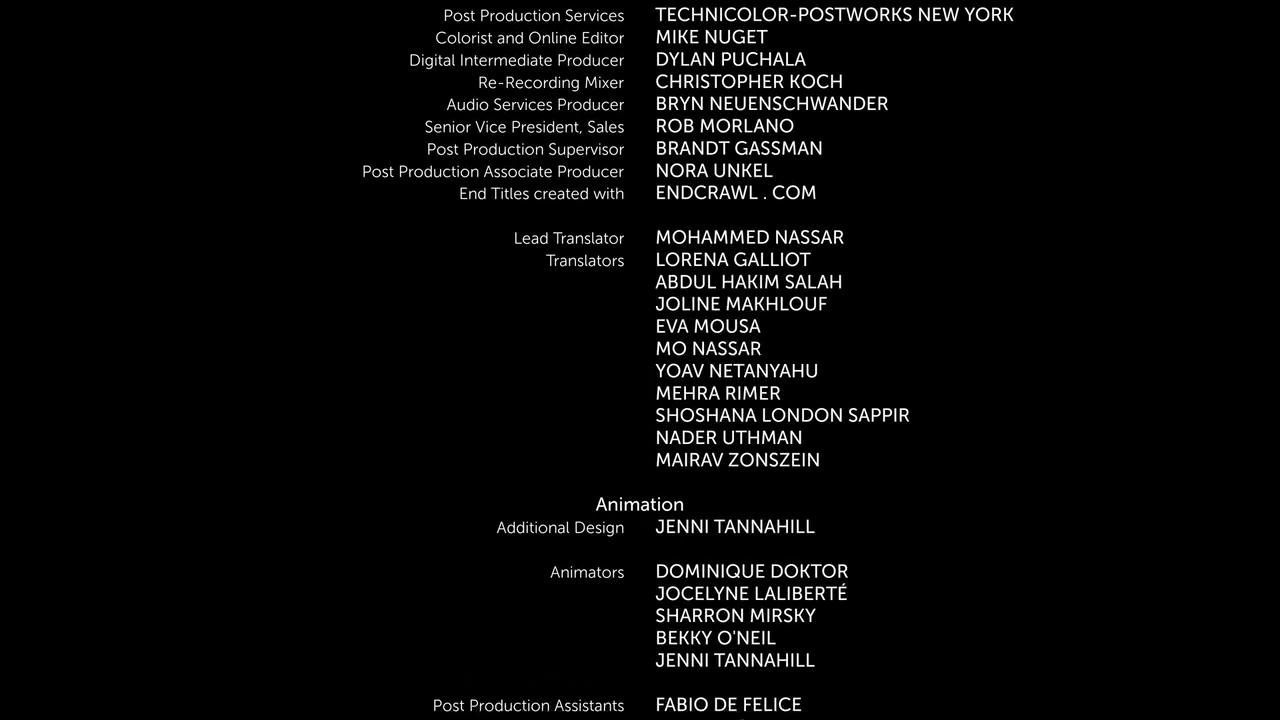 Post Production Services TECHNICOLOR-POSTWORKS NEW YORK
Colorist and Online Editor MIKE NUGET
Digital Intermediate Producer DYLAN PUCHALA
Re-Recording Mixer CHRISTOPHER KOCH
Audio Services Producer BRYN NEUENSCHWANDER
Senior Vice President, Sales ROB MORLANO
Post Production Supervisor BRANDT GASSMAN
Post Production Associate Producer NORA UNKEL
End Titles created with ENDCRAWL . COM
Lead Translator MOHAMMED NASSAR
Translators LORENA GALLIOT
ABDUL HAKIM SALAH
JOLINE MAKHLOUF
EVA MOUSA
MO NASSAR
YOAV NETANYAHU
MEHRA RIMER
SHOSHANA LONDON SAPPIR
NADER UTHMAN
MAIRAV ZONSZEIN
Animation
Additional Design JENNI TANNAHILL
Animators DOMINIQUE DOKTOR
JOCELYNE LALIBERTÉ
SHARRON MIRSKY
BEKKY O'NEIL
JENNI TANNAHILL
Post Production Assistants FABIO DE FELICE